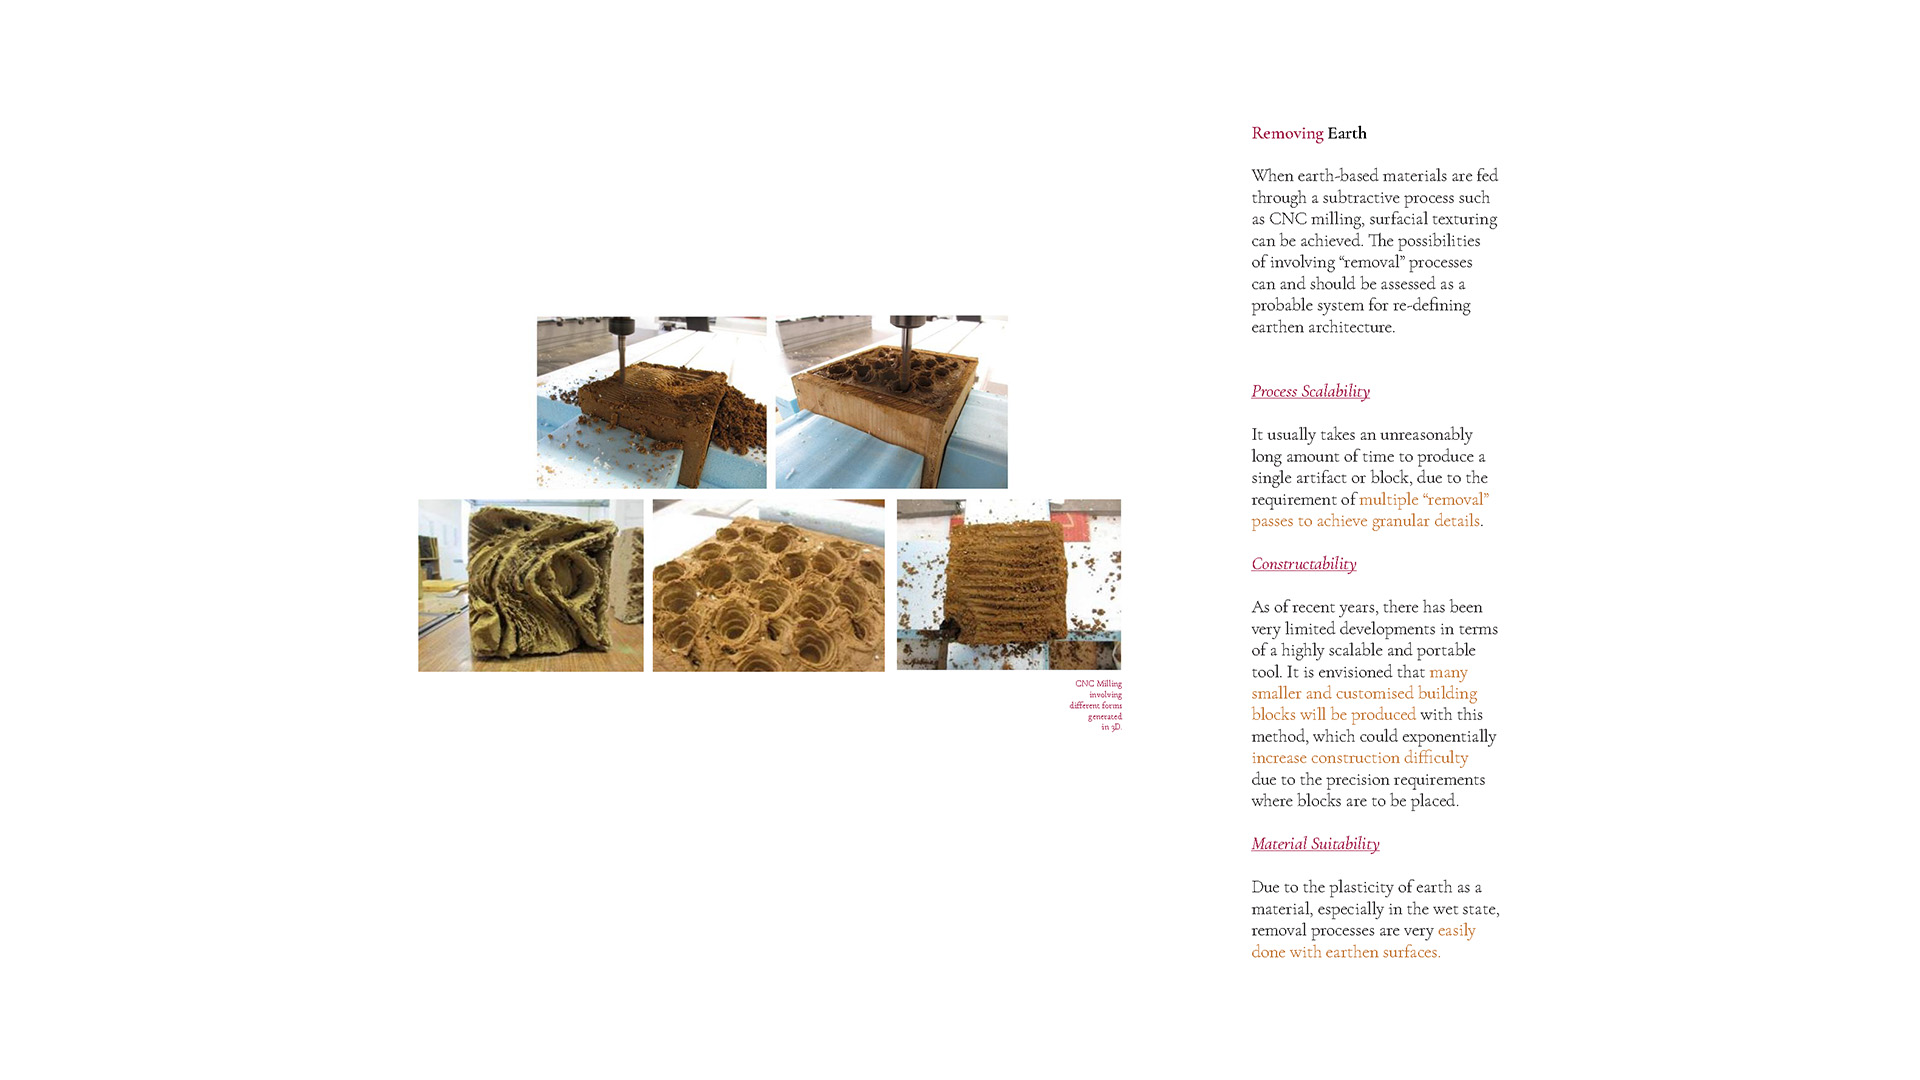 Removing Earth
When earth-based materials are fed
through a subtractive process such
as CNC milling, surfacial texturing
can be achieved. The possibilities
of involving “removal” processes
can and should be assessed as a
probable system for re-defining
earthen architecture.
Process Scalability
It usually takes an unreasonably
long amount of time to produce a
single artifact or block, due to the
requirement of multiple “removal”
passes to achieve granular details.
Constructability
As of recent years, there has been
very limited developments in terms
of a highly scalable and portable
tool. It is envisioned that many
smaller and customised building
blocks will be produced with this
method, which could exponentially
increase construction difficulty
due to the precision requirements
where blocks are to be placed.
Material Suitability
Due to the plasticity of earth as a
material, especially in the wet state,
removal processes are very easily
done with earthen surfaces.
CNC Milling
involving
different forms
generated
in 3D.